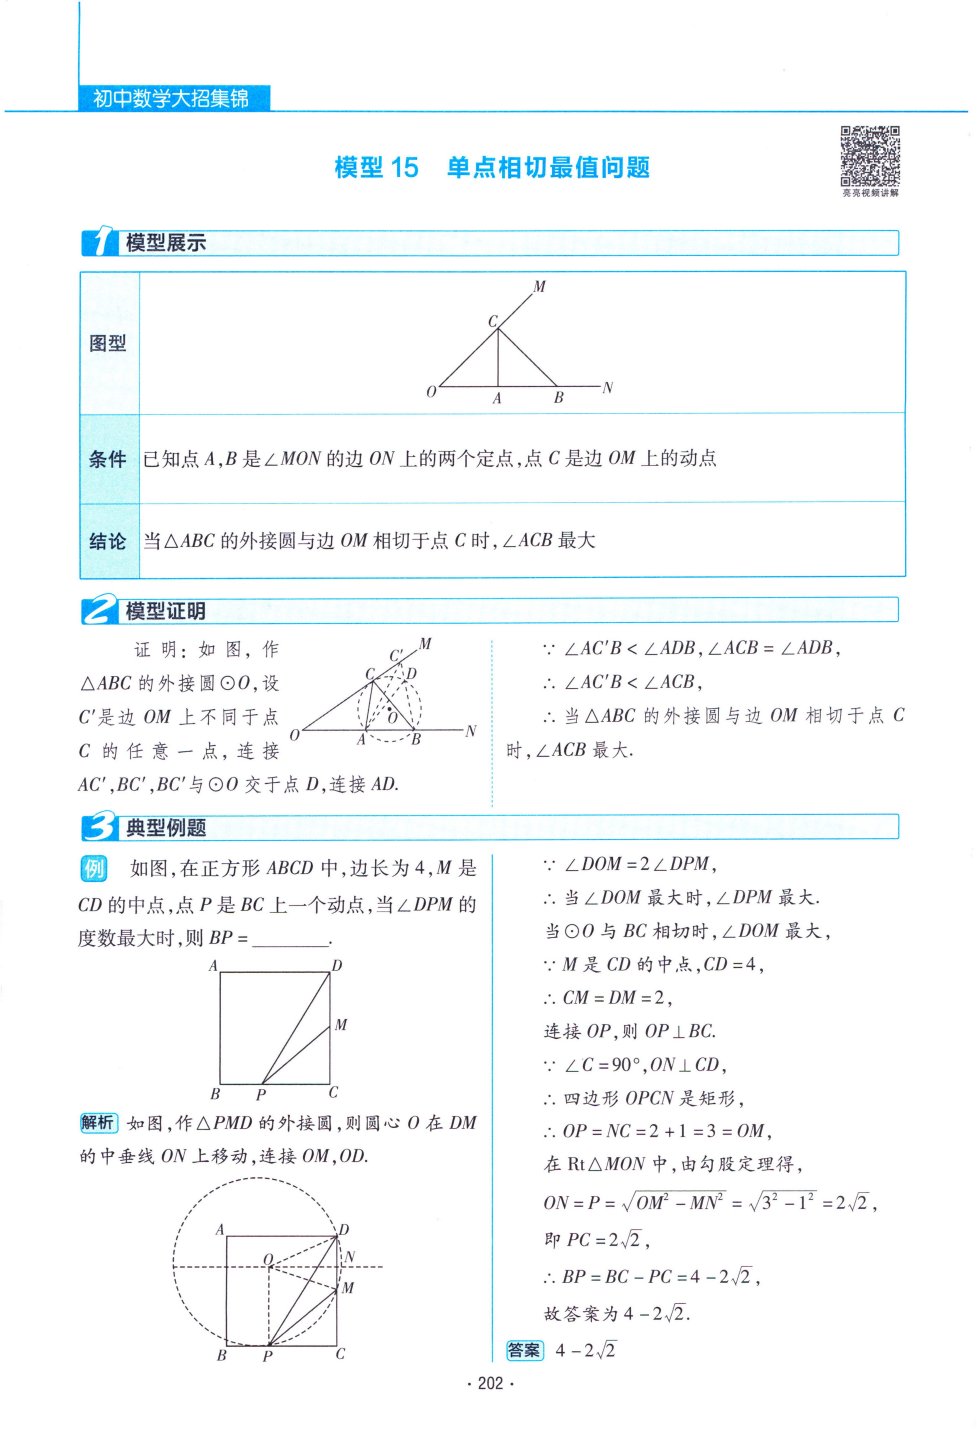 初中数学大招集锦
模型 15 单点相切最值问题
亮亮视频讲解
1 模型展示
图型
M
C
O
A
B
N
条件
已知点 A,B 是∠MON 的边 ON 上的两个定点,点 C 是边 OM 上的动点
结论
当△ABC 的外接圆与边 OM 相切于点 C 时,∠ACB 最大
2 模型证明
证明:如图,作
△ABC 的外接圆⊙O,设
C′是边 OM 上不同于点
C 的任意一点,连接
AC′,BC′,BC′与⊙O 交于点 D,连接 AD.
M
C′
C
D
O
O
A
B
N
∵ ∠AC′B < ∠ADB,∠ACB = ∠ADB,
∴ ∠AC′B < ∠ACB,
∴ 当△ABC 的外接圆与边 OM 相切于点 C
时,∠ACB 最大.
3 典型例题
例 如图,在正方形 ABCD 中,边长为 4,M 是
CD 的中点,点 P 是 BC 上一个动点,当∠DPM 的
度数最大时,则 BP = ________.
A
D
M
B
P
C
解析 如图,作△PMD 的外接圆,则圆心 O 在 DM
的中垂线 ON 上移动,连接 OM,OD.
A
D
O
N
M
B
P
C
∵ ∠DOM = 2∠DPM,
∴ 当∠DOM 最大时,∠DPM 最大.
当⊙O 与 BC 相切时,∠DOM 最大,
∵ M 是 CD 的中点,CD = 4,
∴ CM = DM = 2,
连接 OP,则 OP⊥BC.
∵ ∠C = 90°,ON⊥CD,
∴ 四边形 OPCN 是矩形,
∴ OP = NC = 2 + 1 = 3 = OM,
在 Rt△MON 中,由勾股定理得,
ON = P = √(OM² − MN²) = √(3² − 1²) = 2√2,
即 PC = 2√2,
∴ BP = BC − PC = 4 − 2√2,
故答案为 4 − 2√2.
答案 4 − 2√2
· 202 ·